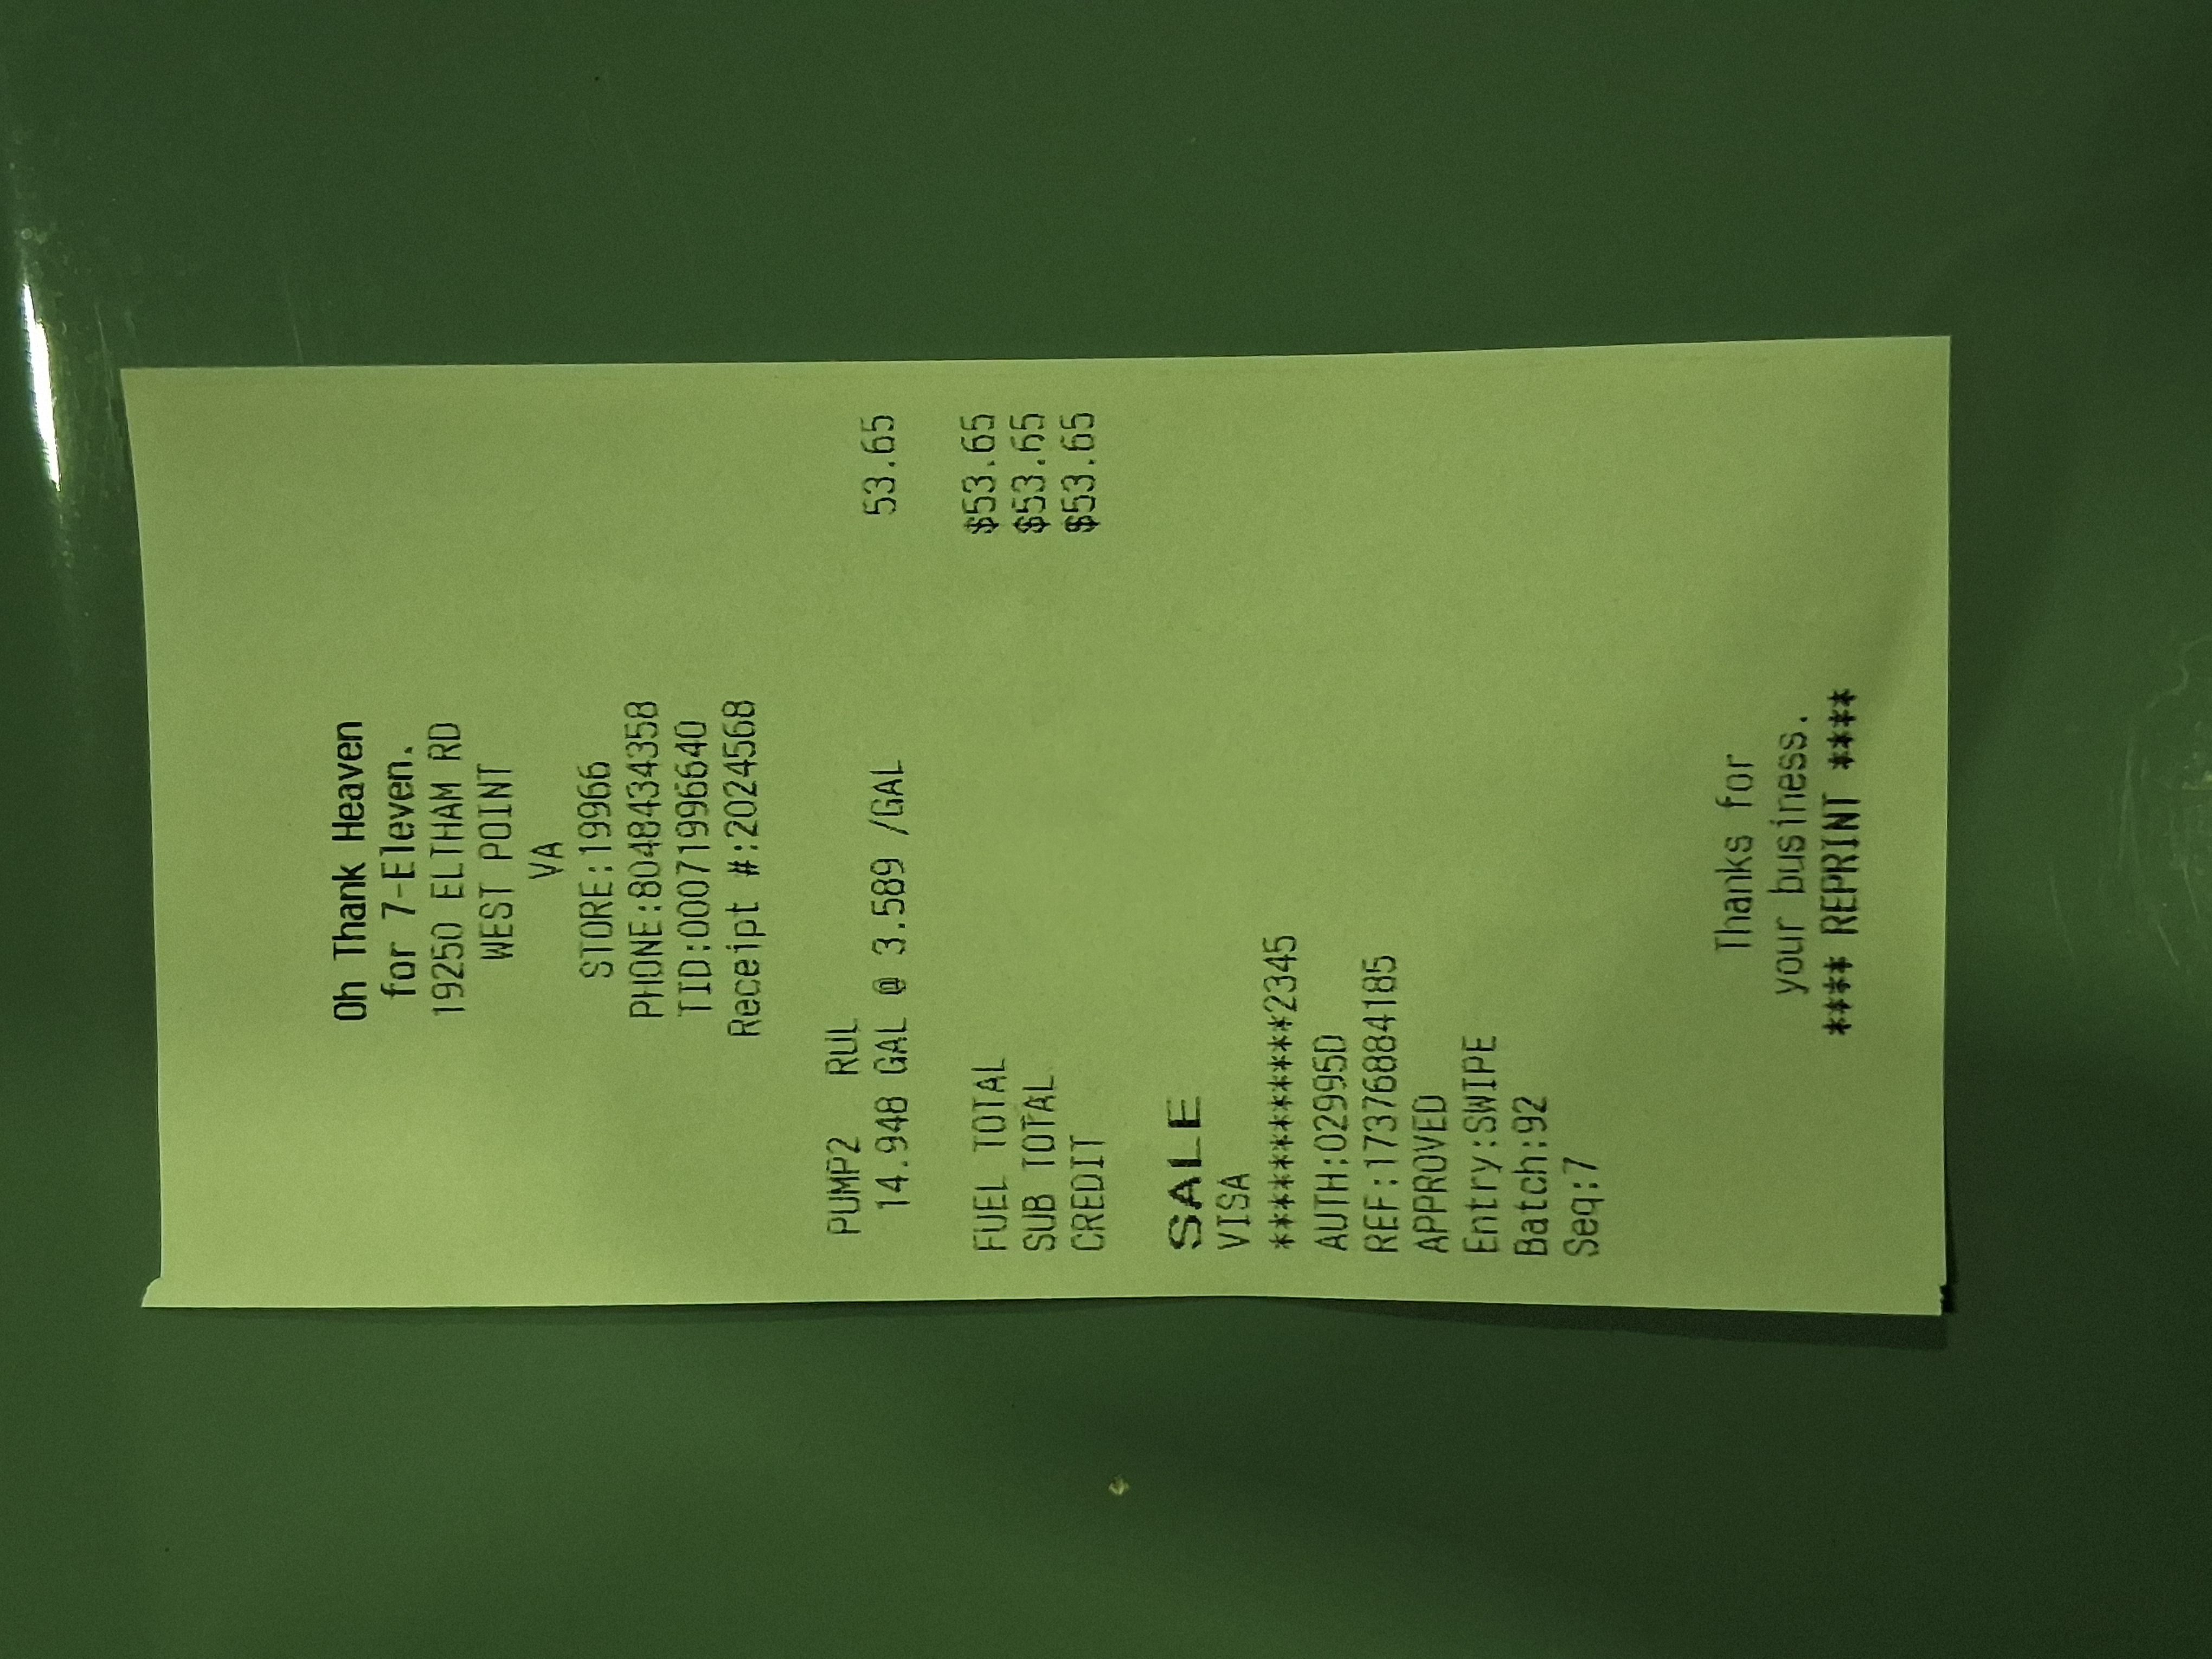 Oh Thank Heaven
for 7-Eleven.
19250 ELTHAM RD
WEST POINT
VA
STORE:19966
PHONE:8048434358
TID:00071996640
Receipt #:2024568
PUMP2 RUL
14.948 GAL @ 3.589 /GAL 53.65
FUEL TOTAL $53.65
SUB TOTAL $53.65
CREDIT $53.65
SALE
VISA
************2345
AUTH:02995D
REF:17376884185
APPROVED
Entry:SWIPE
Batch:92
Seq:7
Thanks for
your business.
**** REPRINT ****